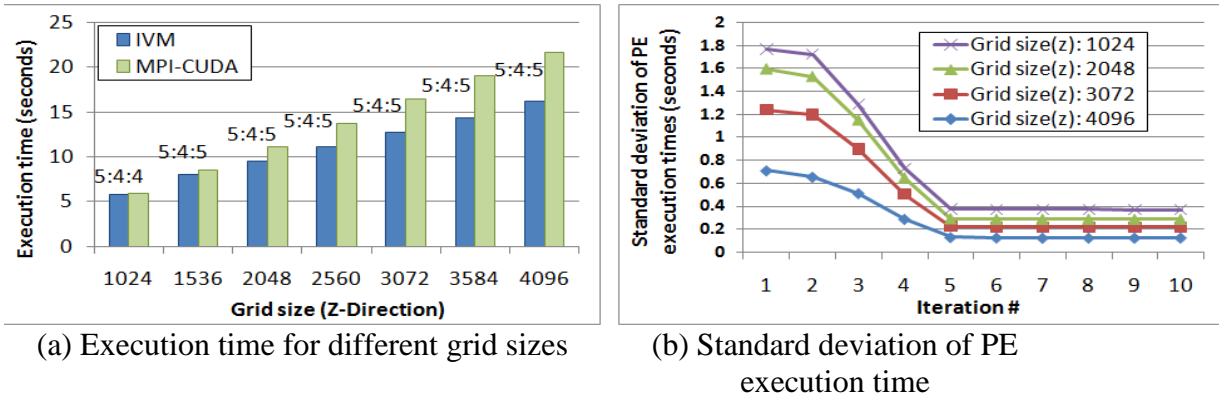 Execution time (seconds)
25
20
15
10
5
0
IVM
MPI-CUDA
5:4:4
5:4:5
5:4:5
5:4:5
5:4:5
5:4:5
5:4:5
1024 1536 2048 2560 3072 3584 4096
Grid size (Z-Direction)
(a) Execution time for different grid sizes
Standard deviation of PE
execution times (seconds)
2
1.8
1.6
1.4
1.2
1
0.8
0.6
0.4
0.2
0
Grid size(z): 1024
Grid size(z): 2048
Grid size(z): 3072
Grid size(z): 4096
1 2 3 4 5 6 7 8 9 10
Iteration #
(b) Standard deviation of PE
execution time